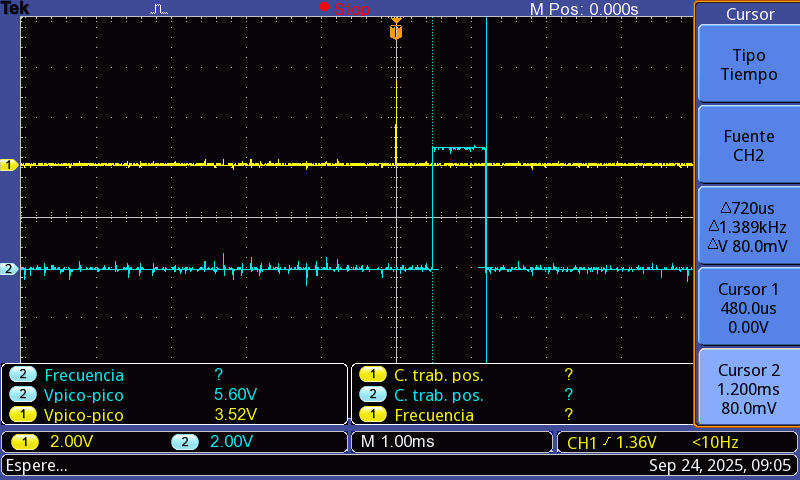 Tek
Stop
M Pos: 0.000s
Cursor
T
Tipo
Tiempo
Fuente
CH2
△720us
△1.389kHz
△V 80.0mV
Cursor 1
480.0us
0.00V
Cursor 2
1.200ms
80.0mV
1
2
2 Frecuencia ?
2 Vpico-pico 5.60V
1 Vpico-pico 3.52V
1 C. trab. pos. ?
2 C. trab. pos. ?
1 Frecuencia ?
1 2.00V 2 2.00V
M 1.00ms
CH1 1.36V <10Hz
Espere...
Sep 24, 2025, 09:05